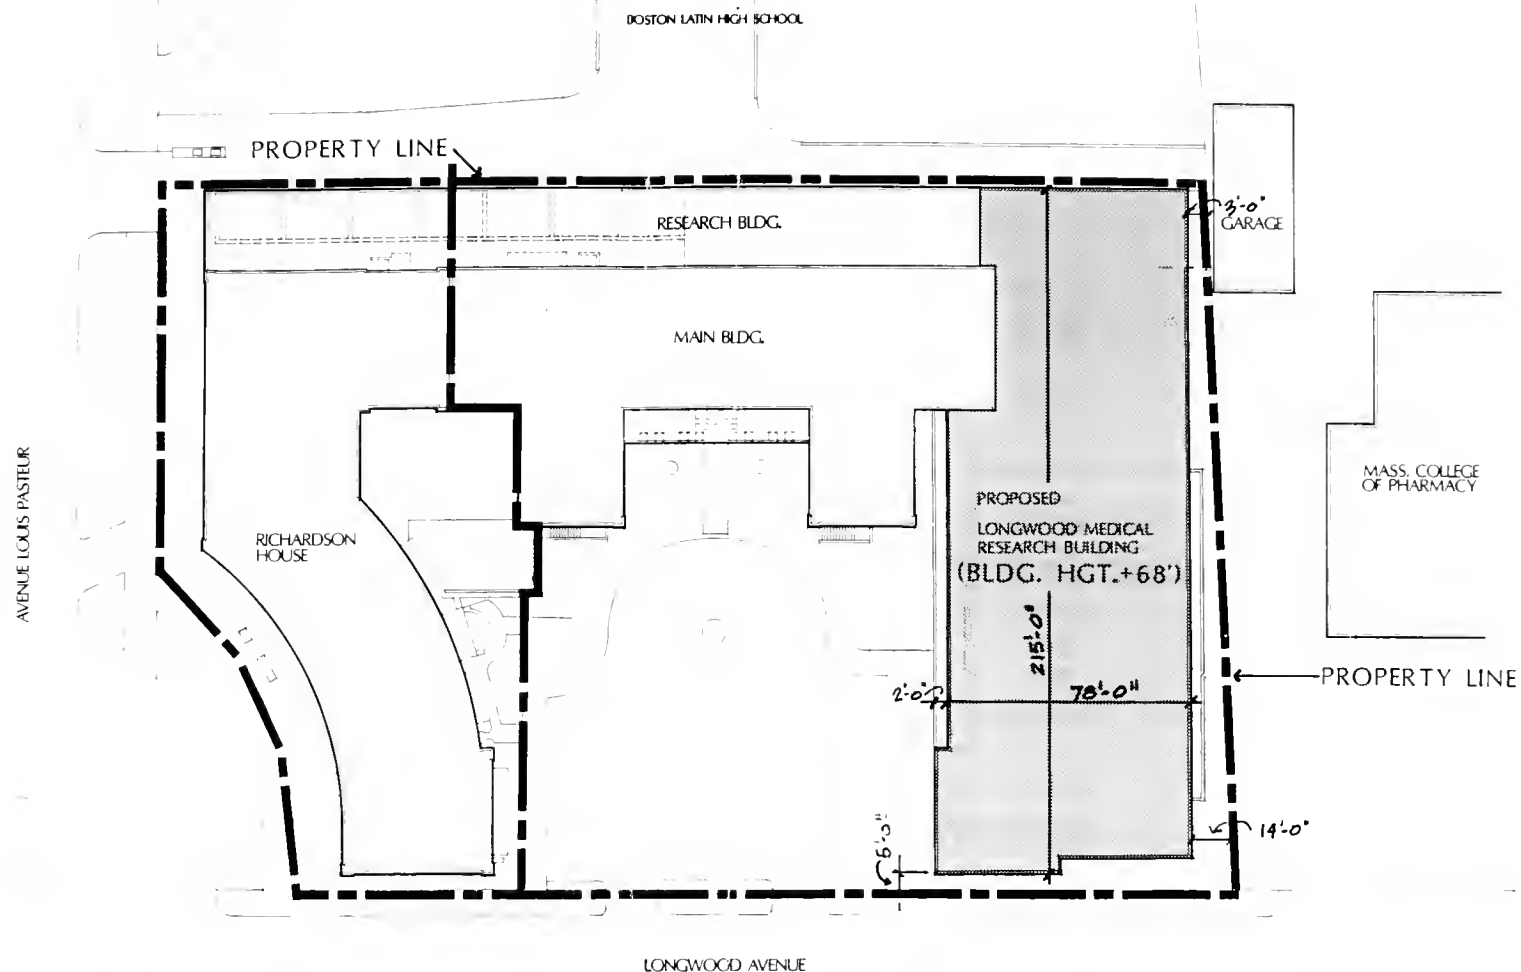 BOSTON LATIN HIGH SCHOOL
PROPERTY LINE
3'-0"
GARAGE
RESEARCH BLDG.
MAIN BLDG.
AVENUE LOUIS PASTEUR
RICHARDSON
HOUSE
PROPOSED
LONGWOOD MEDICAL
RESEARCH BUILDING
(BLDG. HGT.+68')
MASS. COLLEGE
OF PHARMACY
215'-0"
2'-0"
78'-0"
PROPERTY LINE
5'-0"
14'-0"
LONGWOOD AVENUE